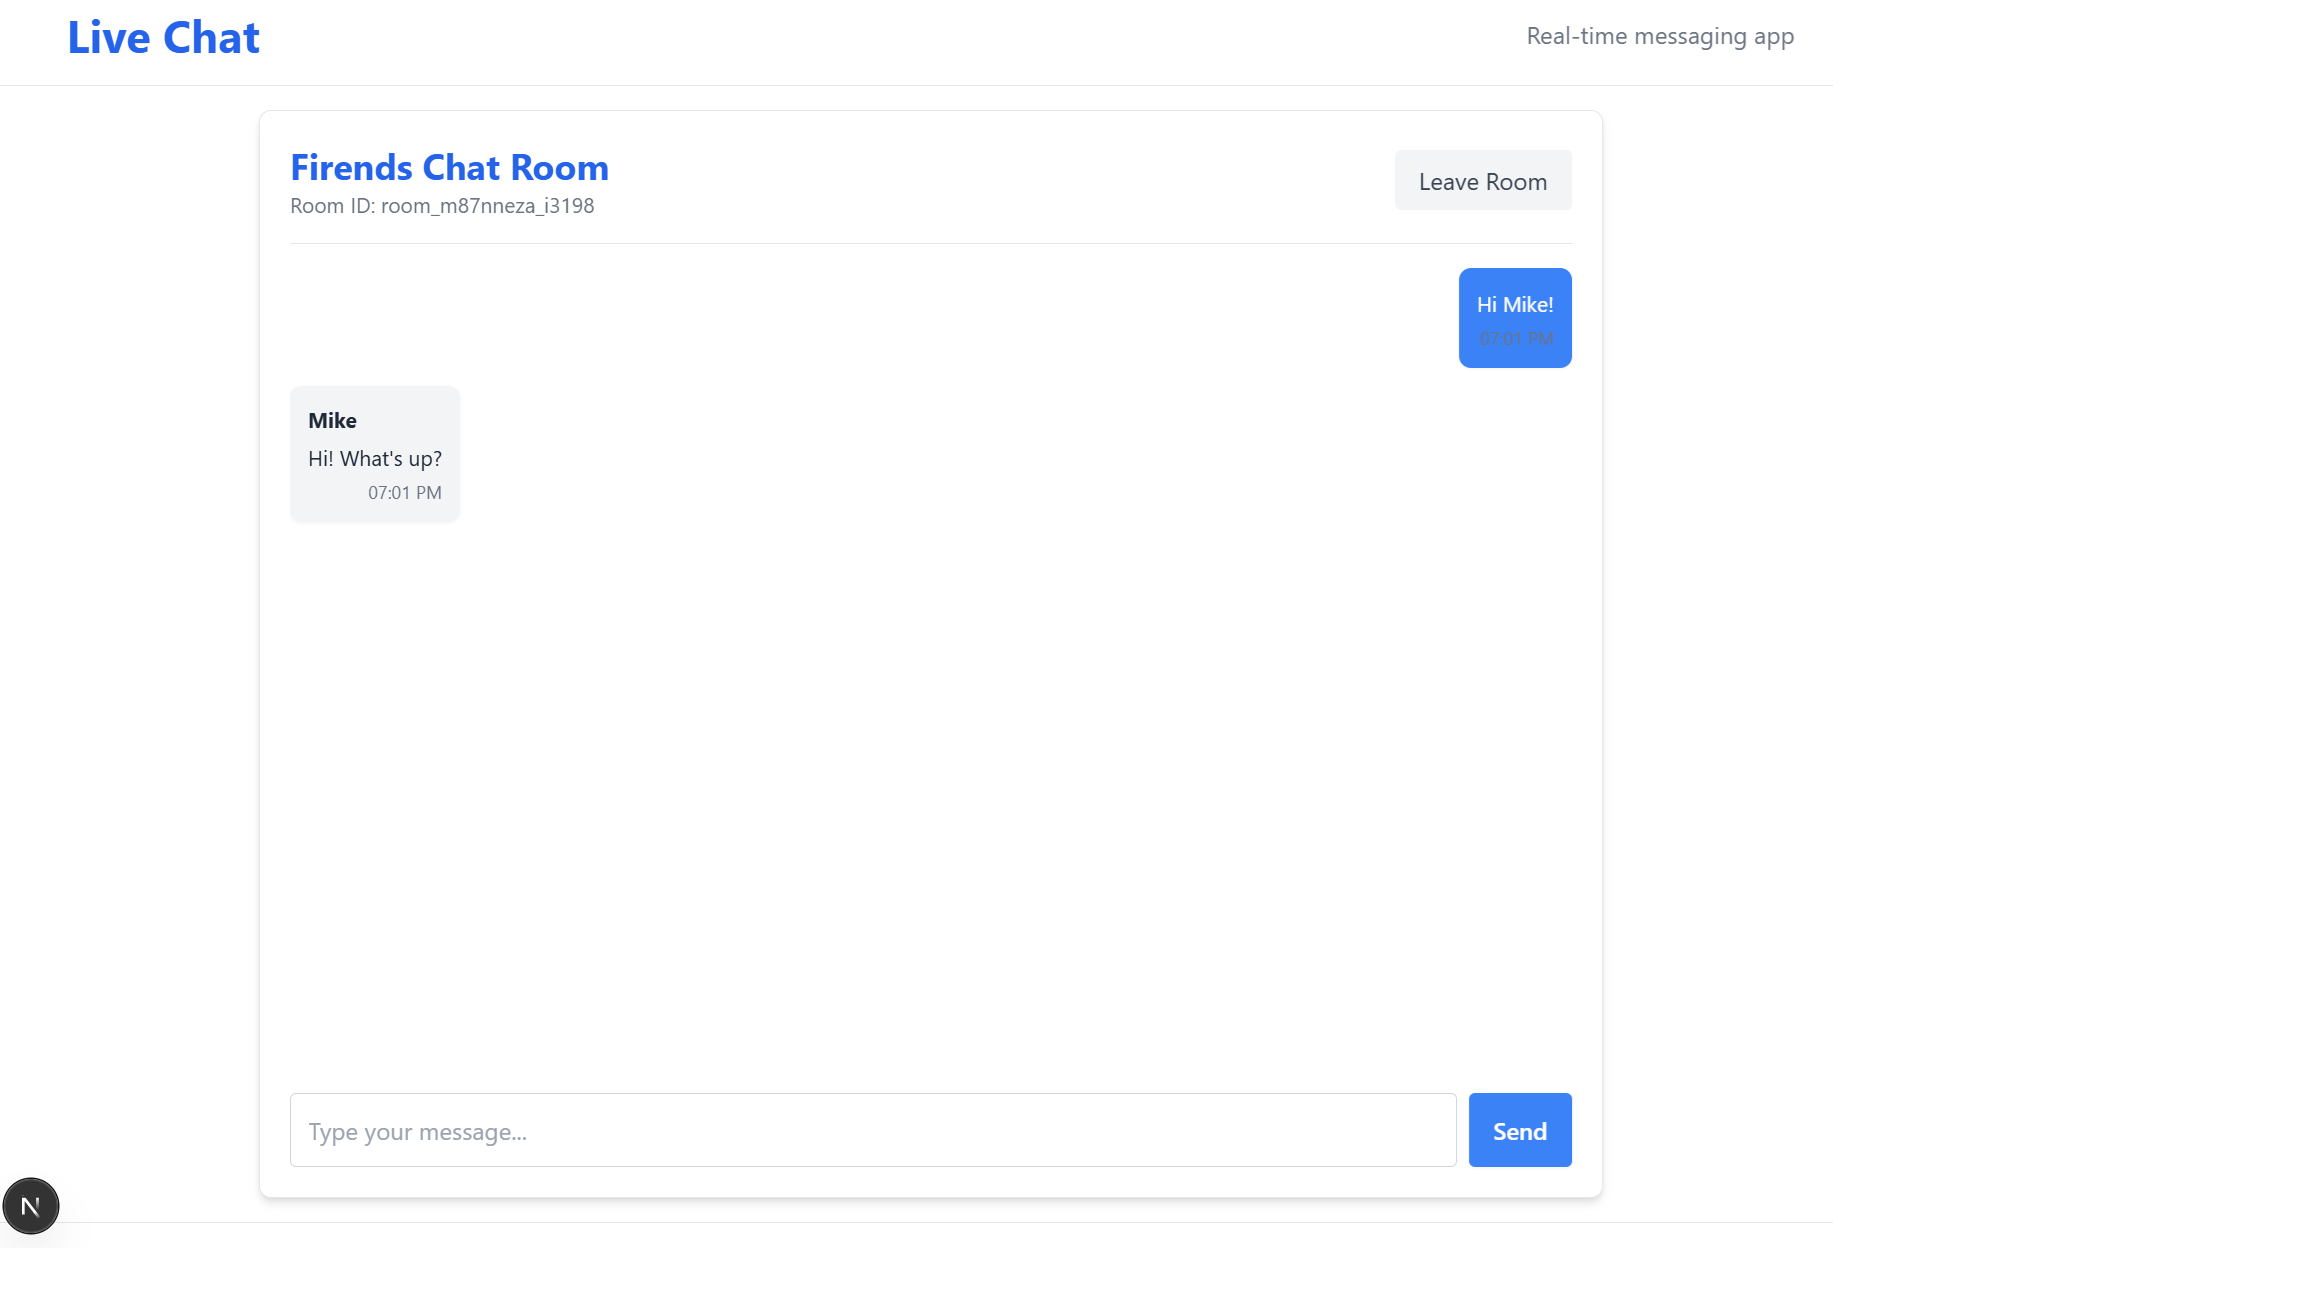 Live Chat
Real-time messaging app
Firends Chat Room
Room ID: room_m87nneza_i3198
Leave Room
Hi Mike!
07:01 PM
Mike
Hi! What's up?
07:01 PM
Type your message...
Send
N